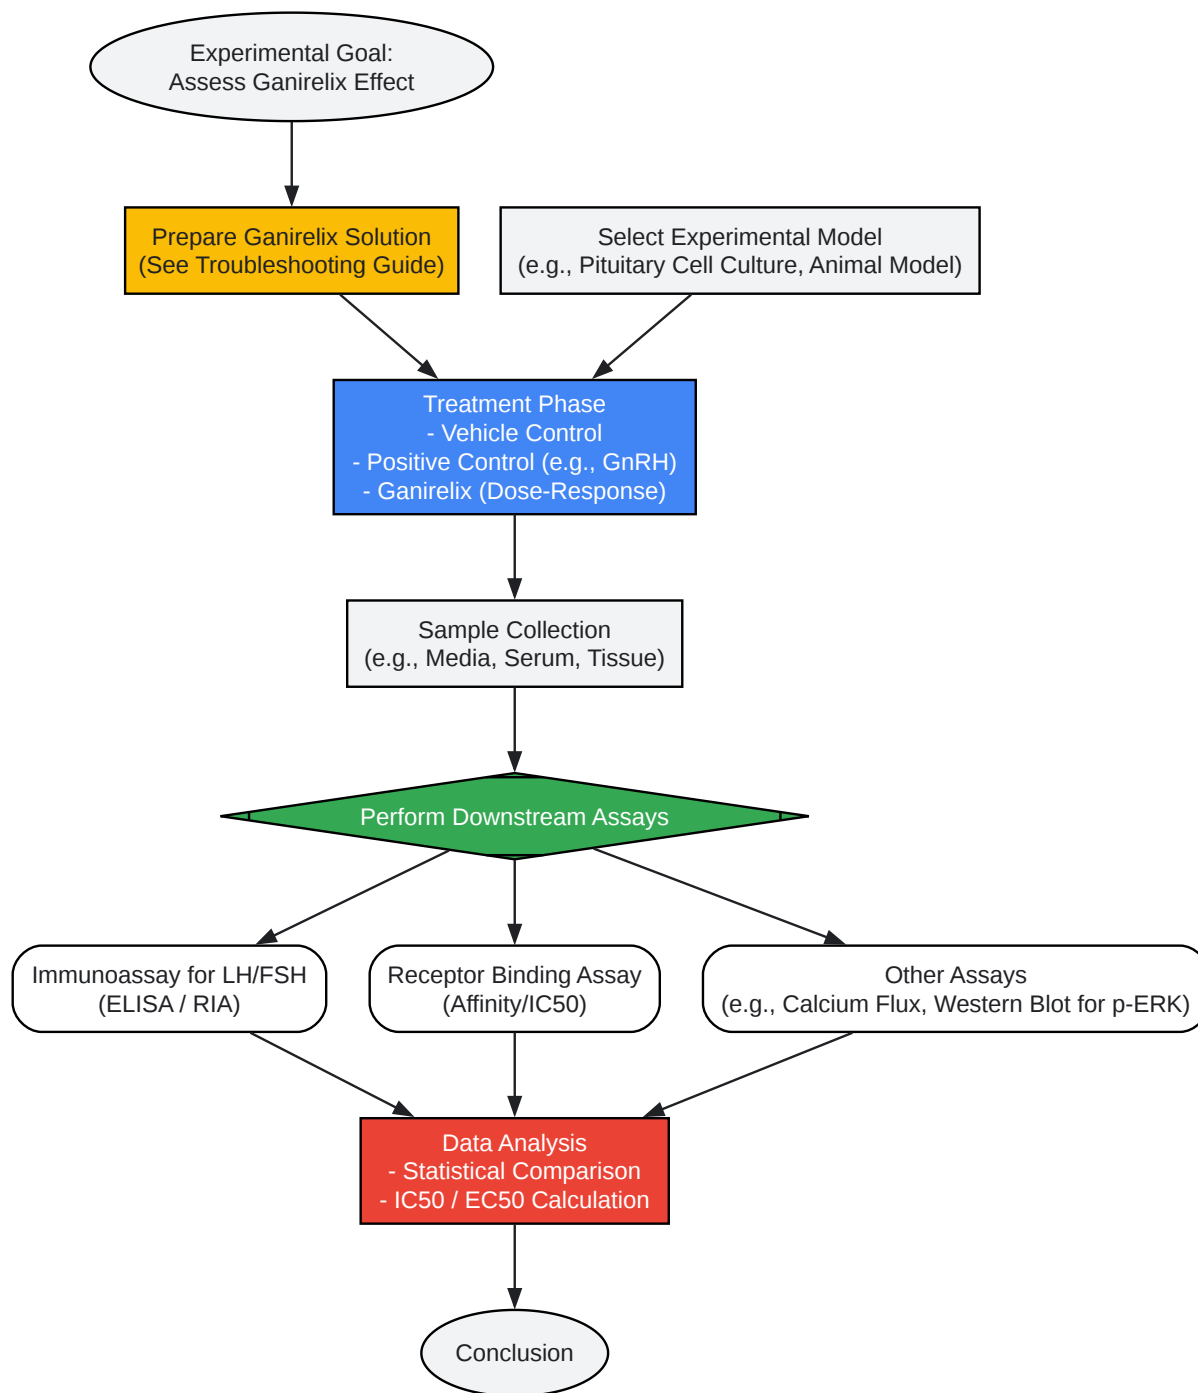 Experimental Goal:
Assess Ganirelix Effect
Prepare Ganirelix Solution
(See Troubleshooting Guide)
Select Experimental Model
(e.g., Pituitary Cell Culture, Animal Model)
Treatment Phase
- Vehicle Control
- Positive Control (e.g., GnRH)
- Ganirelix (Dose-Response)
Sample Collection
(e.g., Media, Serum, Tissue)
Perform Downstream Assays
Immunoassay for LH/FSH
(ELISA / RIA)
Receptor Binding Assay
(Affinity/IC50)
Other Assays
(e.g., Calcium Flux, Western Blot for p-ERK)
Data Analysis
- Statistical Comparison
- IC50 / EC50 Calculation
Conclusion